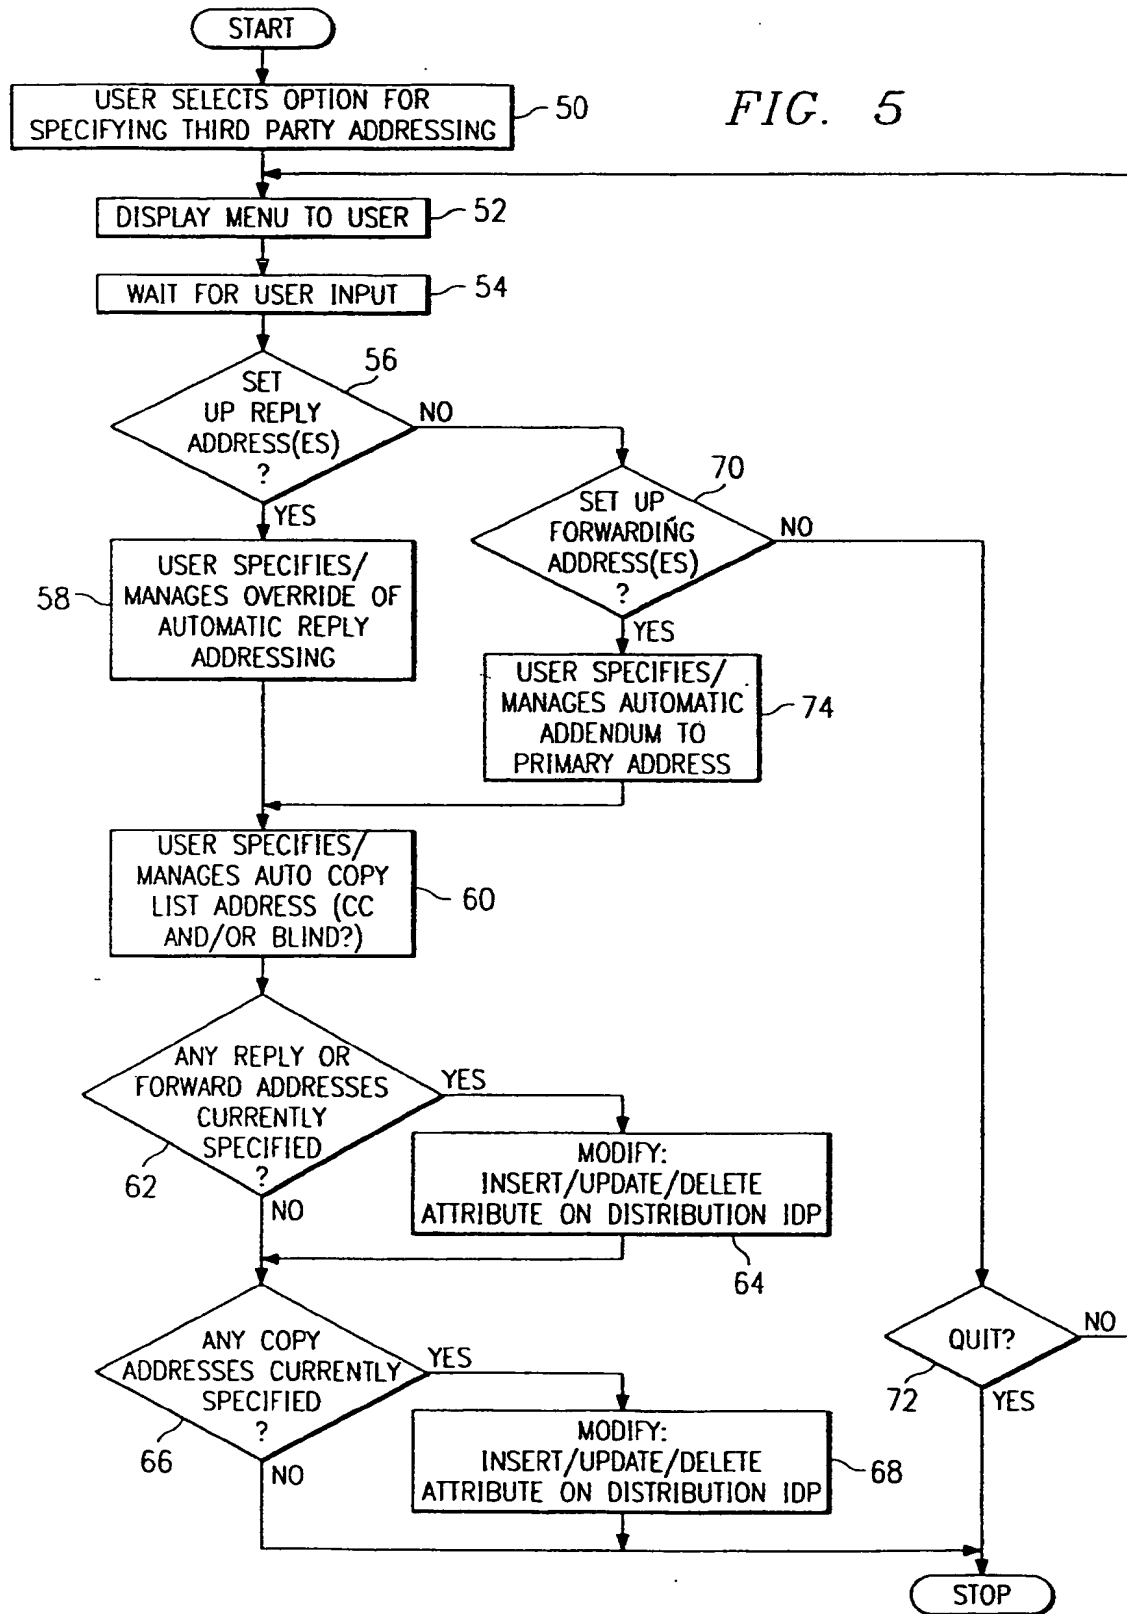 START
USER SELECTS OPTION FOR
SPECIFYING THIRD PARTY ADDRESSING
50
FIG. 5
DISPLAY MENU TO USER
52
WAIT FOR USER INPUT
54
56
SET
UP REPLY
ADDRESS(ES)
?
NO
YES
70
SET UP
FORWARDING
ADDRESS(ES)
?
NO
YES
58
USER SPECIFIES/
MANAGES OVERRIDE OF
AUTOMATIC REPLY
ADDRESSING
USER SPECIFIES/
MANAGES AUTOMATIC
ADDENDUM TO
PRIMARY ADDRESS
74
USER SPECIFIES/
MANAGES AUTO COPY
LIST ADDRESS (CC
AND/OR BLIND?)
60
ANY REPLY OR
FORWARD ADDRESSES
CURRENTLY
SPECIFIED
?
YES
62
NO
MODIFY:
INSERT/UPDATE/DELETE
ATTRIBUTE ON DISTRIBUTION IDP
64
ANY COPY
ADDRESSES CURRENTLY
SPECIFIED
?
YES
66
NO
MODIFY:
INSERT/UPDATE/DELETE
ATTRIBUTE ON DISTRIBUTION IDP
68
QUIT?
NO
72
YES
STOP